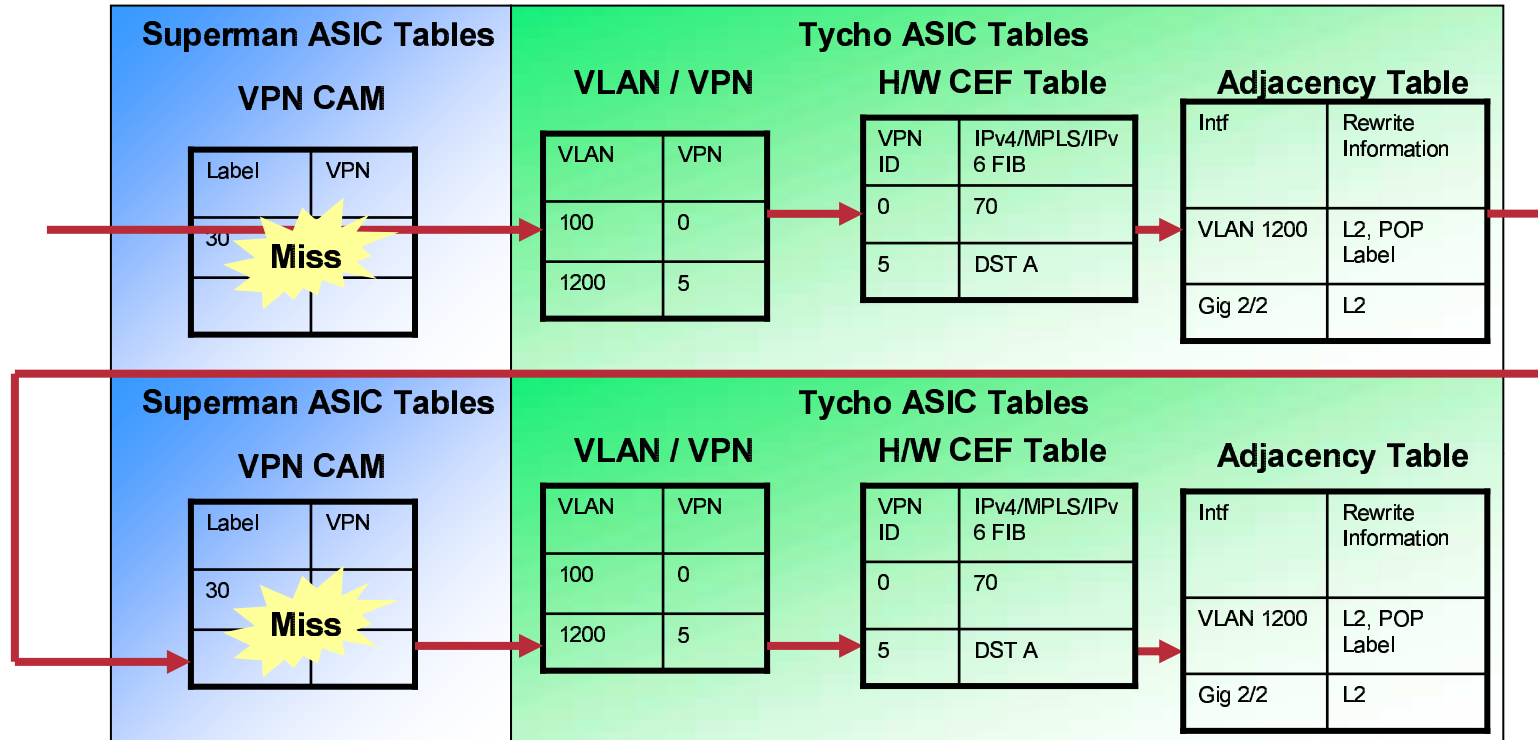 Superman ASIC Tables
Tycho ASIC Tables
VPN CAM
VLAN / VPN
H/W CEF Table
Adjacency Table
Label VPN
30
Miss
VLAN VPN
100 0
1200 5
VPN ID
IPv4/MPLS/IPv
6 FIB
0 70
5 DST A
Intf
Rewrite
Information
VLAN 1200
L2, POP
Label
Gig 2/2 L2
Superman ASIC Tables
Tycho ASIC Tables
VPN CAM
VLAN / VPN
H/W CEF Table
Adjacency Table
Label VPN
30
Miss
VLAN VPN
100 0
1200 5
VPN
ID
IPv4/MPLS/IPv
6 FIB
0 70
5 DST A
Intf
Rewrite
Information
VLAN 1200
L2, POP
Label
Gig 2/2 L2